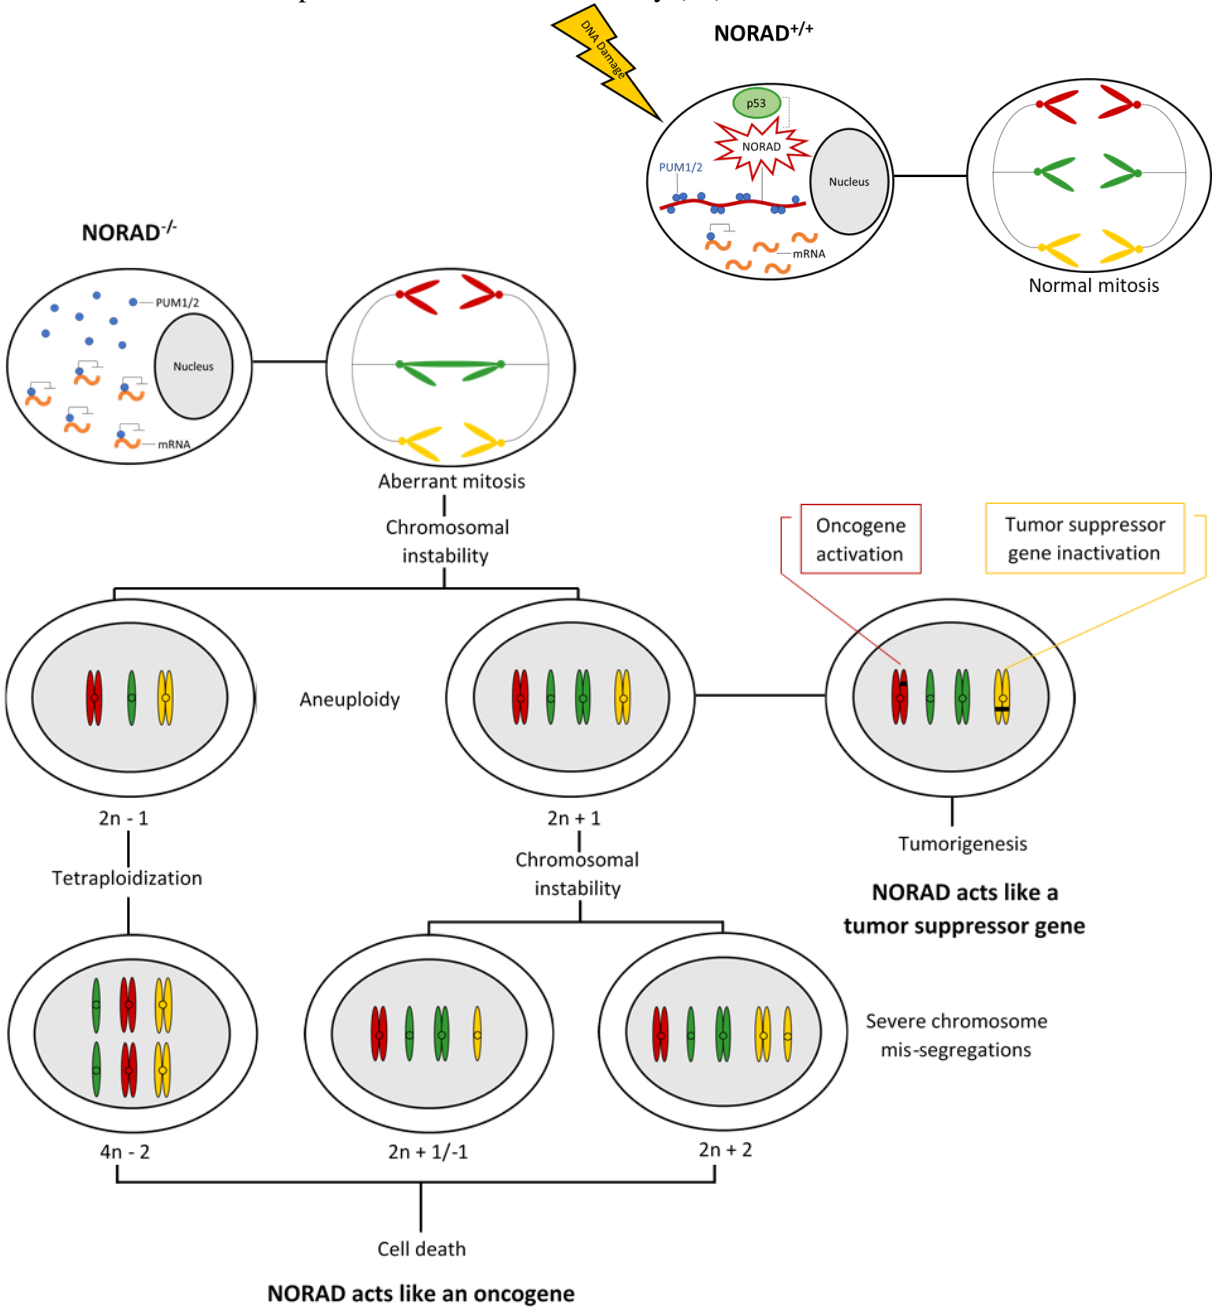 DNA Damage
NORAD+/+
p53
NORAD
PUM1/2
Nucleus
mRNA
Normal mitosis
NORAD-/-
PUM1/2
Nucleus
mRNA
Aberrant mitosis
Chromosomal
instability
Oncogene
activation
Tumor suppressor
gene inactivation
Aneuploidy
2n - 1
2n + 1
Tetraploidization
Chromosomal
instability
Tumorigenesis
NORAD acts like a
tumor suppressor gene
Severe chromosome
mis-segregations
4n - 2
2n + 1/-1
2n + 2
Cell death
NORAD acts like an oncogene